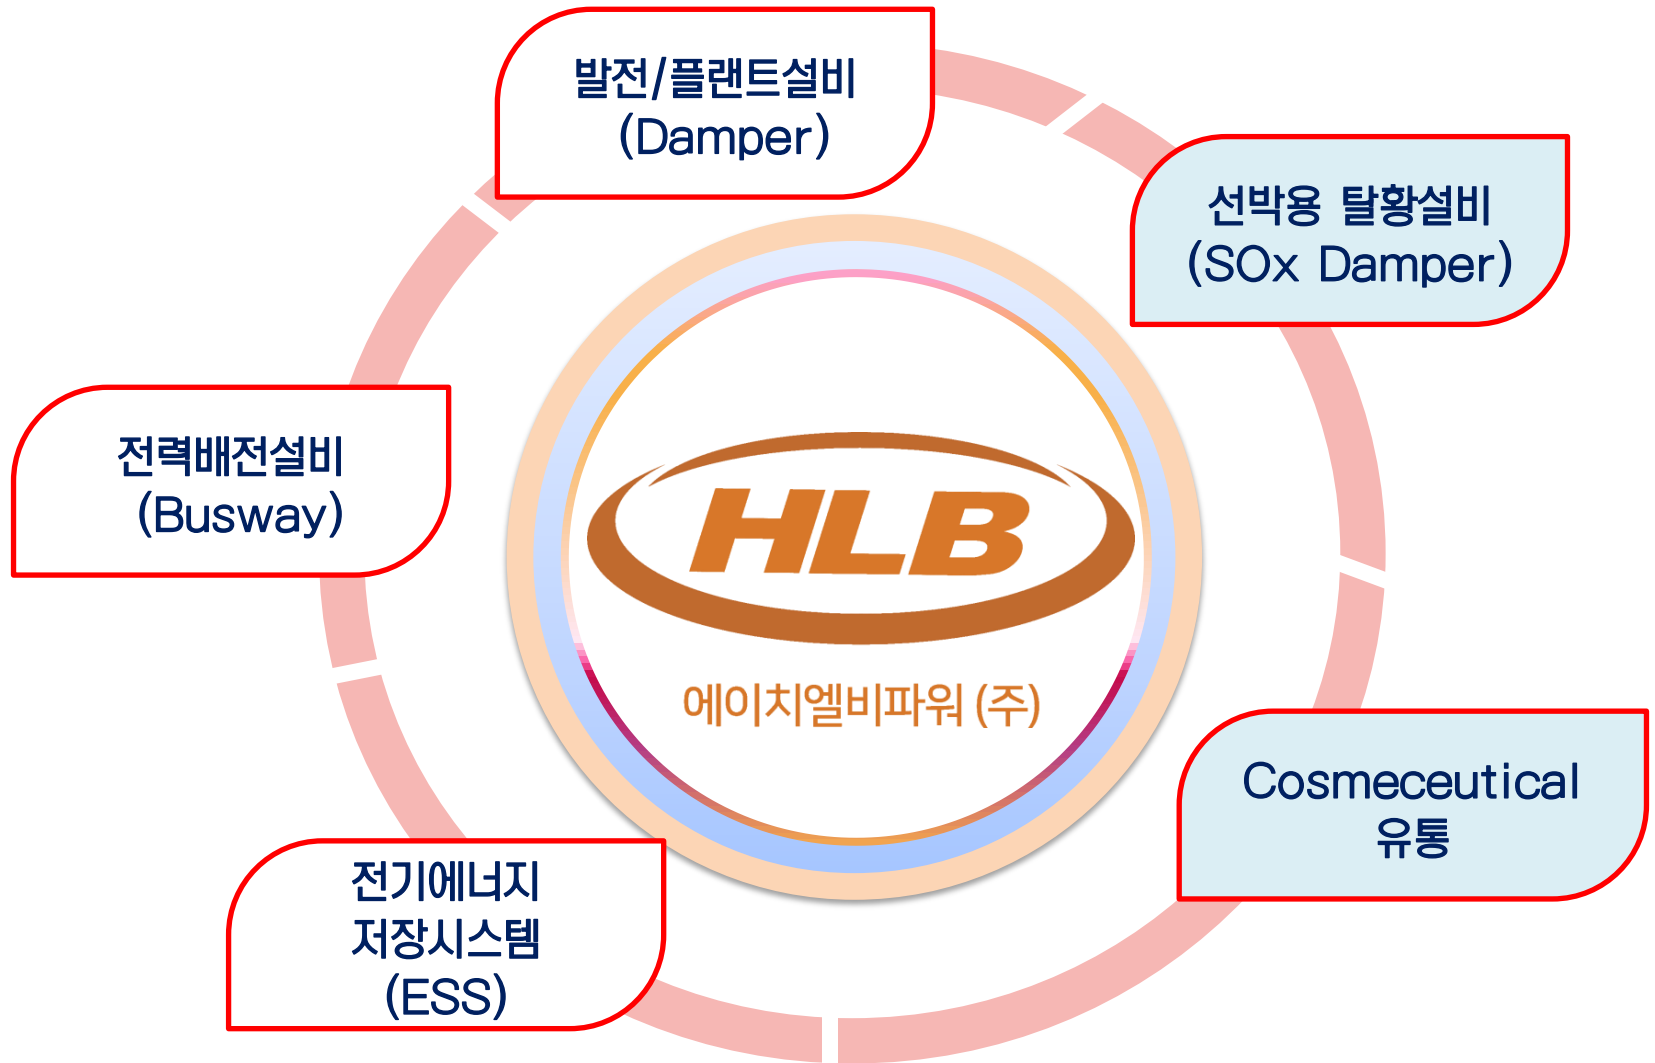 발전/플랜트설비
(Damper)
선박용 탈황설비
(SOx Damper)
전력배전설비
(Busway)
HLB
에이치엘비파워 (주)
Cosmeceutical
유통
전기에너지
저장시스템
(ESS)